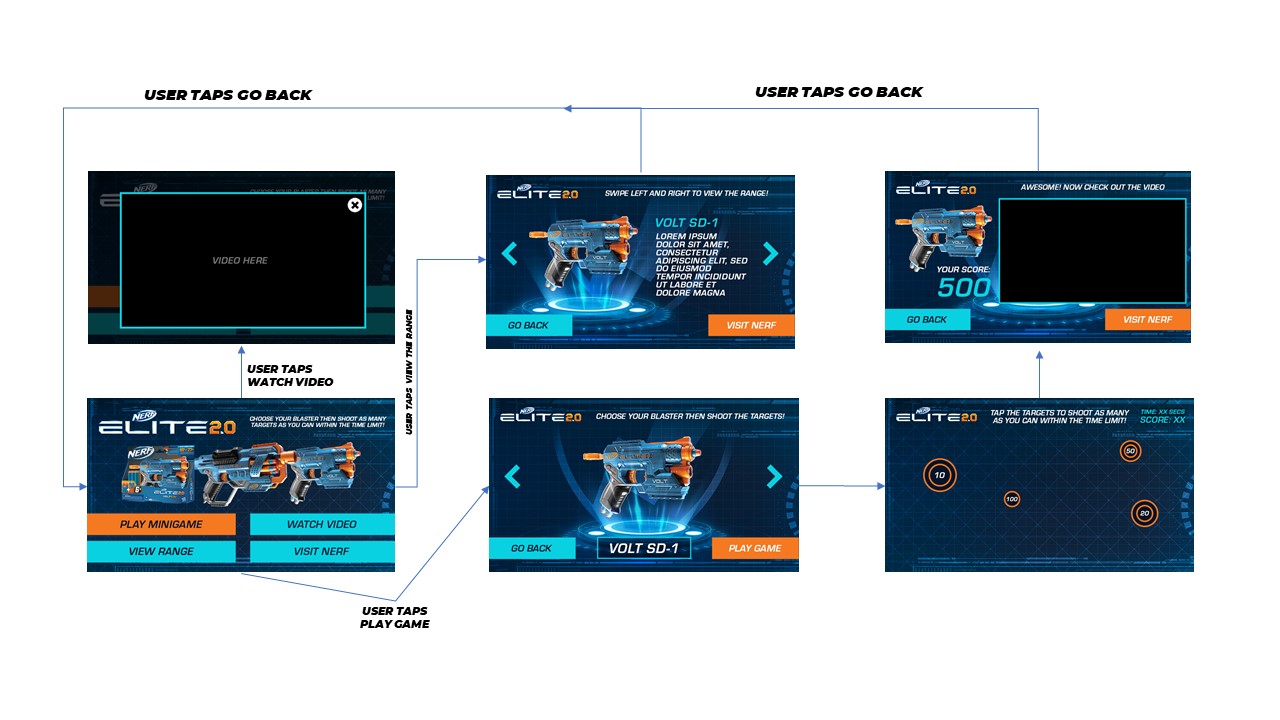 USER TAPS GO BACK
USER TAPS GO BACK
NERF
CHOOSE YOUR BLASTER THEN SHOOT AS MANY
LIMIT!
VIDEO HERE
NERF
ELITE 2.0
SWIPE LEFT AND RIGHT TO VIEW THE RANGE!
VOLT SD-1
LOREM IPSUM
DOLOR SIT AMET,
CONSECTETUR
ADIPISCING ELIT, SED
DO EIUSMOD
TEMPOR INCIDIDUNT
UT LABORE ET
DOLORE MAGNA
VOLT
GO BACK
VISIT NERF
NERF
ELITE 2.0
AWESOME! NOW CHECK OUT THE VIDEO
VOLT
YOUR SCORE:
500
GO BACK
VISIT NERF
USER TAPS
WATCH VIDEO
USER TAPS VIEW THE RANGE
NERF
ELITE 2.0
CHOOSE YOUR BLASTER THEN SHOOT AS MANY
TARGETS AS YOU CAN WITHIN THE TIME LIMIT!
NERF
ELITE
PLAY MINIGAME
WATCH VIDEO
VIEW RANGE
VISIT NERF
NERF
ELITE 2.0
CHOOSE YOUR BLASTER THEN SHOOT THE TARGETS!
VOLT
GO BACK
VOLT SD-1
PLAY GAME
NERF
ELITE 2.0
TAP THE TARGETS TO SHOOT AS MANY
AS YOU CAN WITHIN THE TIME LIMIT!
TIME: XX SECS
SCORE: XX
50
10
100
20
USER TAPS
PLAY GAME